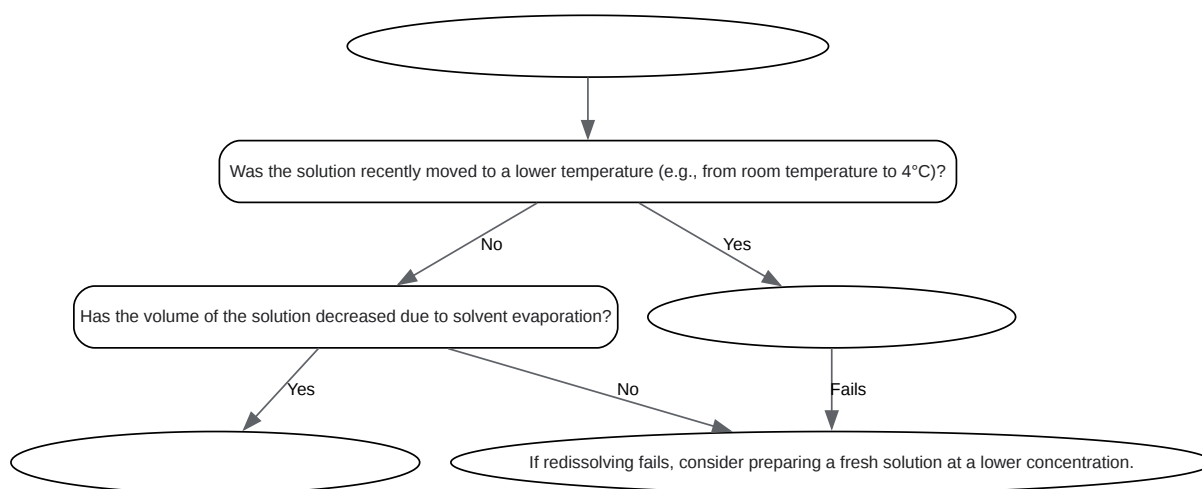 Was the solution recently moved to a lower temperature (e.g., from room temperature to 4°C)?
No
Yes
Has the volume of the solution decreased due to solvent evaporation?
Yes
No
Fails
If redissolving fails, consider preparing a fresh solution at a lower concentration.